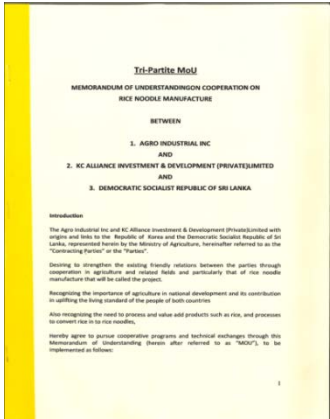 Tri-Partite MoU
MEMORANDUM OF UNDERSTANDINGON COOPERATION ON
RICE NOODLE MANUFACTURE
BETWEEN
1. AGRO INDUSTRIAL INC
AND
2. KC ALLIANCE INVESTMENT & DEVELOPMENT (PRIVATE)LIMITED
AND
3. DEMOCRATIC SOCIALIST REPUBLIC OF SRI LANKA
Introduction
The Agro Industrial Inc and KC Alliance Investment & Development (Private)Limited with
origins and links to the Republic of Korea and the Democratic Socialist Republic of Sri
Lanka, represented herein by the Ministry of Agriculture, hereinafter referred to as the
"Contracting Parties" or the "Parties".
Desiring to strengthen the existing friendly relations between the parties through
cooperation in agriculture and related fields and particularly that of rice noodle
manufacture that will be called the project.
Recognizing the importance of agriculture in national development and its contribution
in uplifting the living standard of the people of both countries
Also recognizing the need to process and value add products such as rice, and processes
to convert rice in to rice noodles,
Hereby agree to pursue cooperative programs and technical exchanges through this
Memorandum of Understanding (herein after referred to as "MOU"), to be
implemented as follows:
1